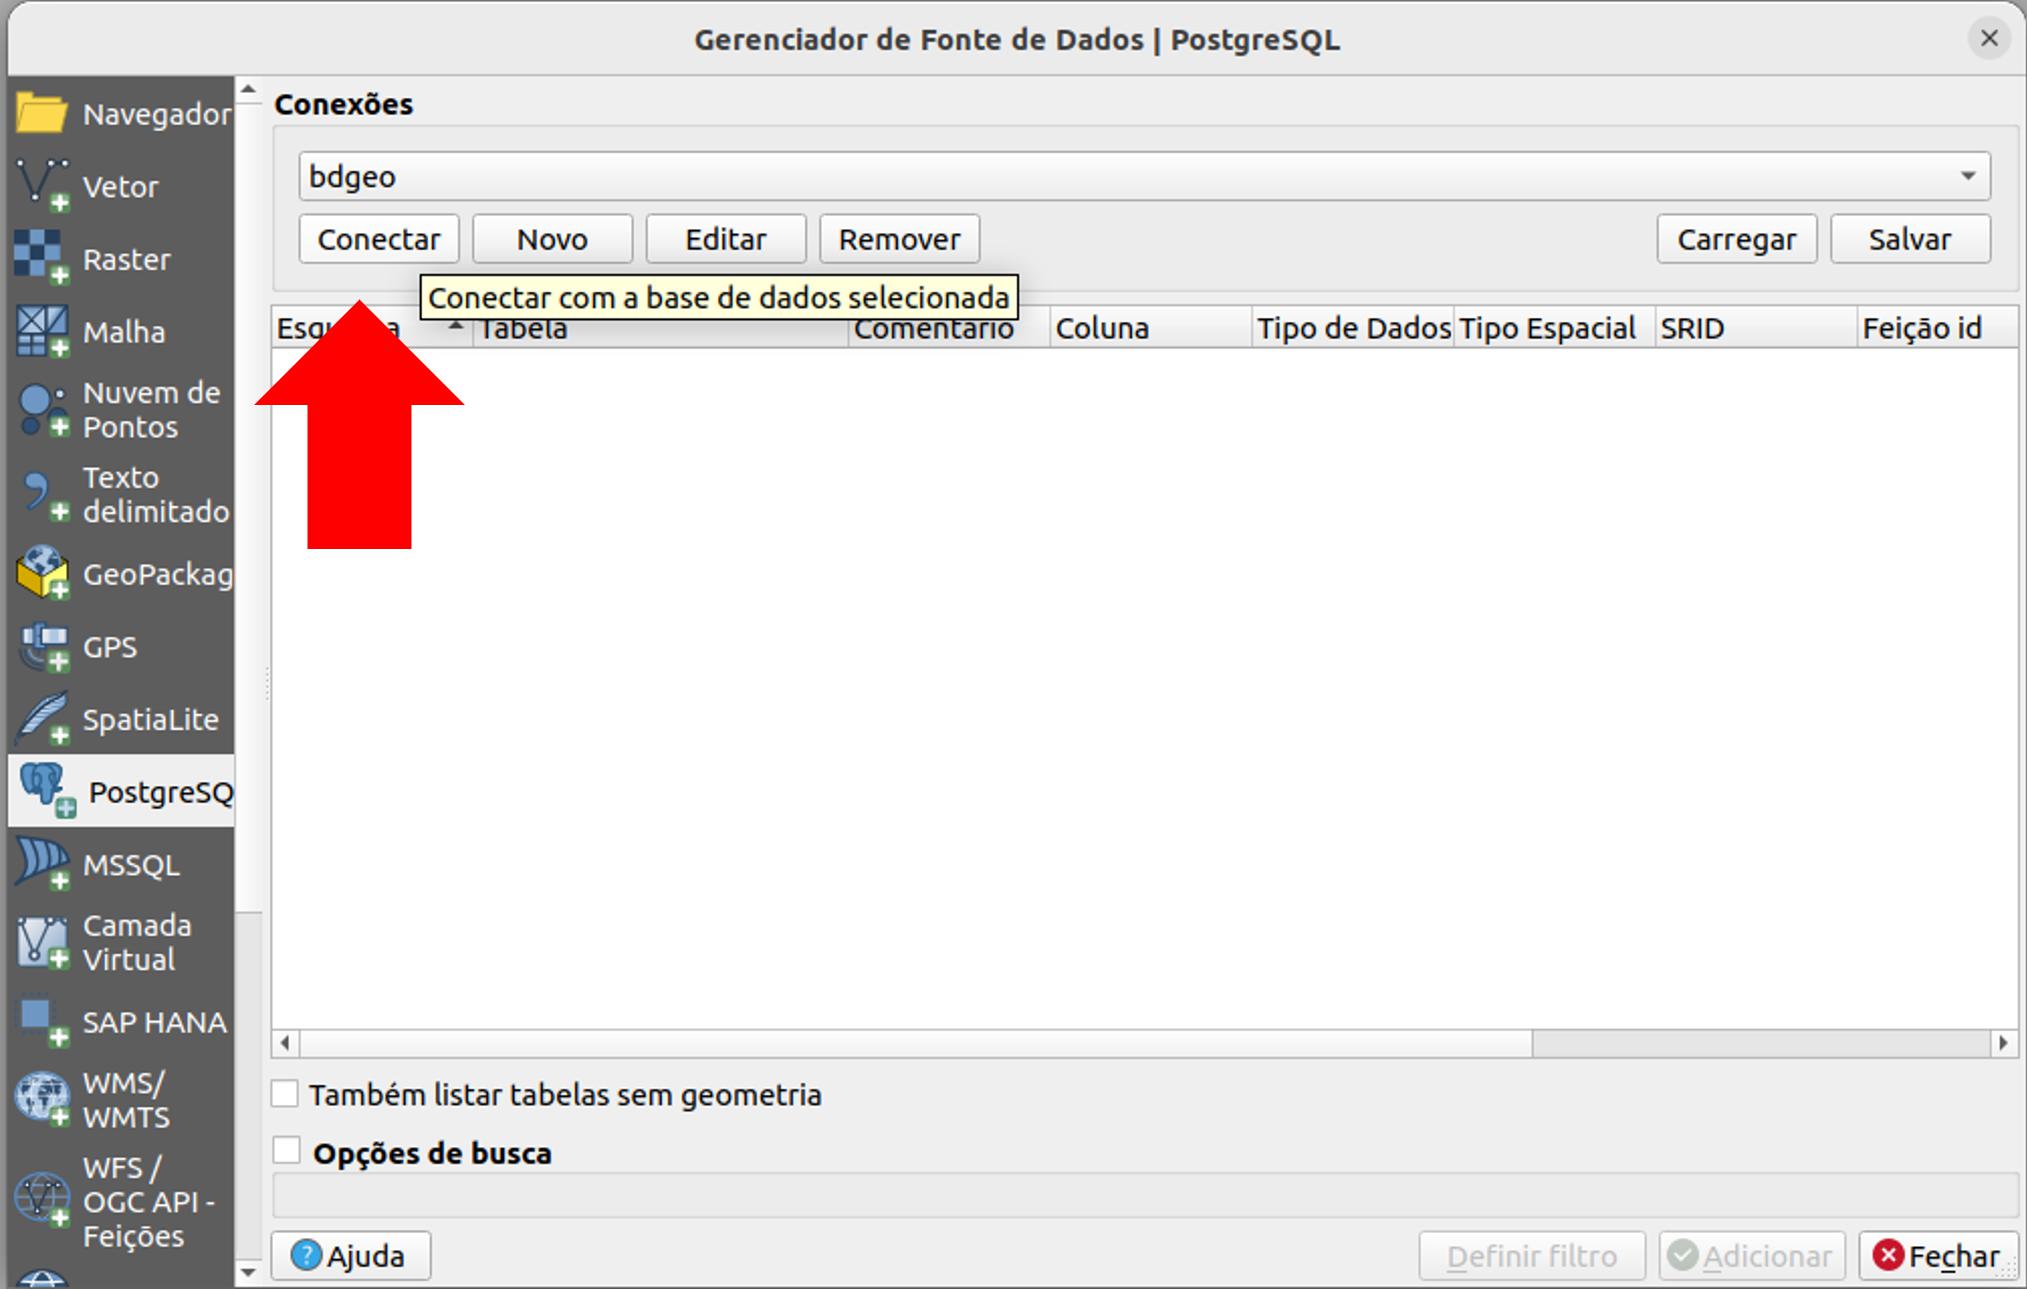 Gerenciador de Fonte de Dados | PostgreSQL
Navegador
Vetor
Raster
Malha
Nuvem de
Pontos
Texto
delimitado
GeoPackag
GPS
SpatiaLite
PostgreSQ
MSSQL
Camada
Virtual
SAP HANA
WMS/
WMTS
WFS /
OGC API -
Feições
Conexões
bdgeo
Conectar Novo Editar Remover Carregar Salvar
Conectar com a base de dados selecionada
Tabela Comentário Coluna Tipo de Dados Tipo Espacial SRID Feição id
Também listar tabelas sem geometria
Opções de busca
Ajuda Definir filtro Adicionar Fechar